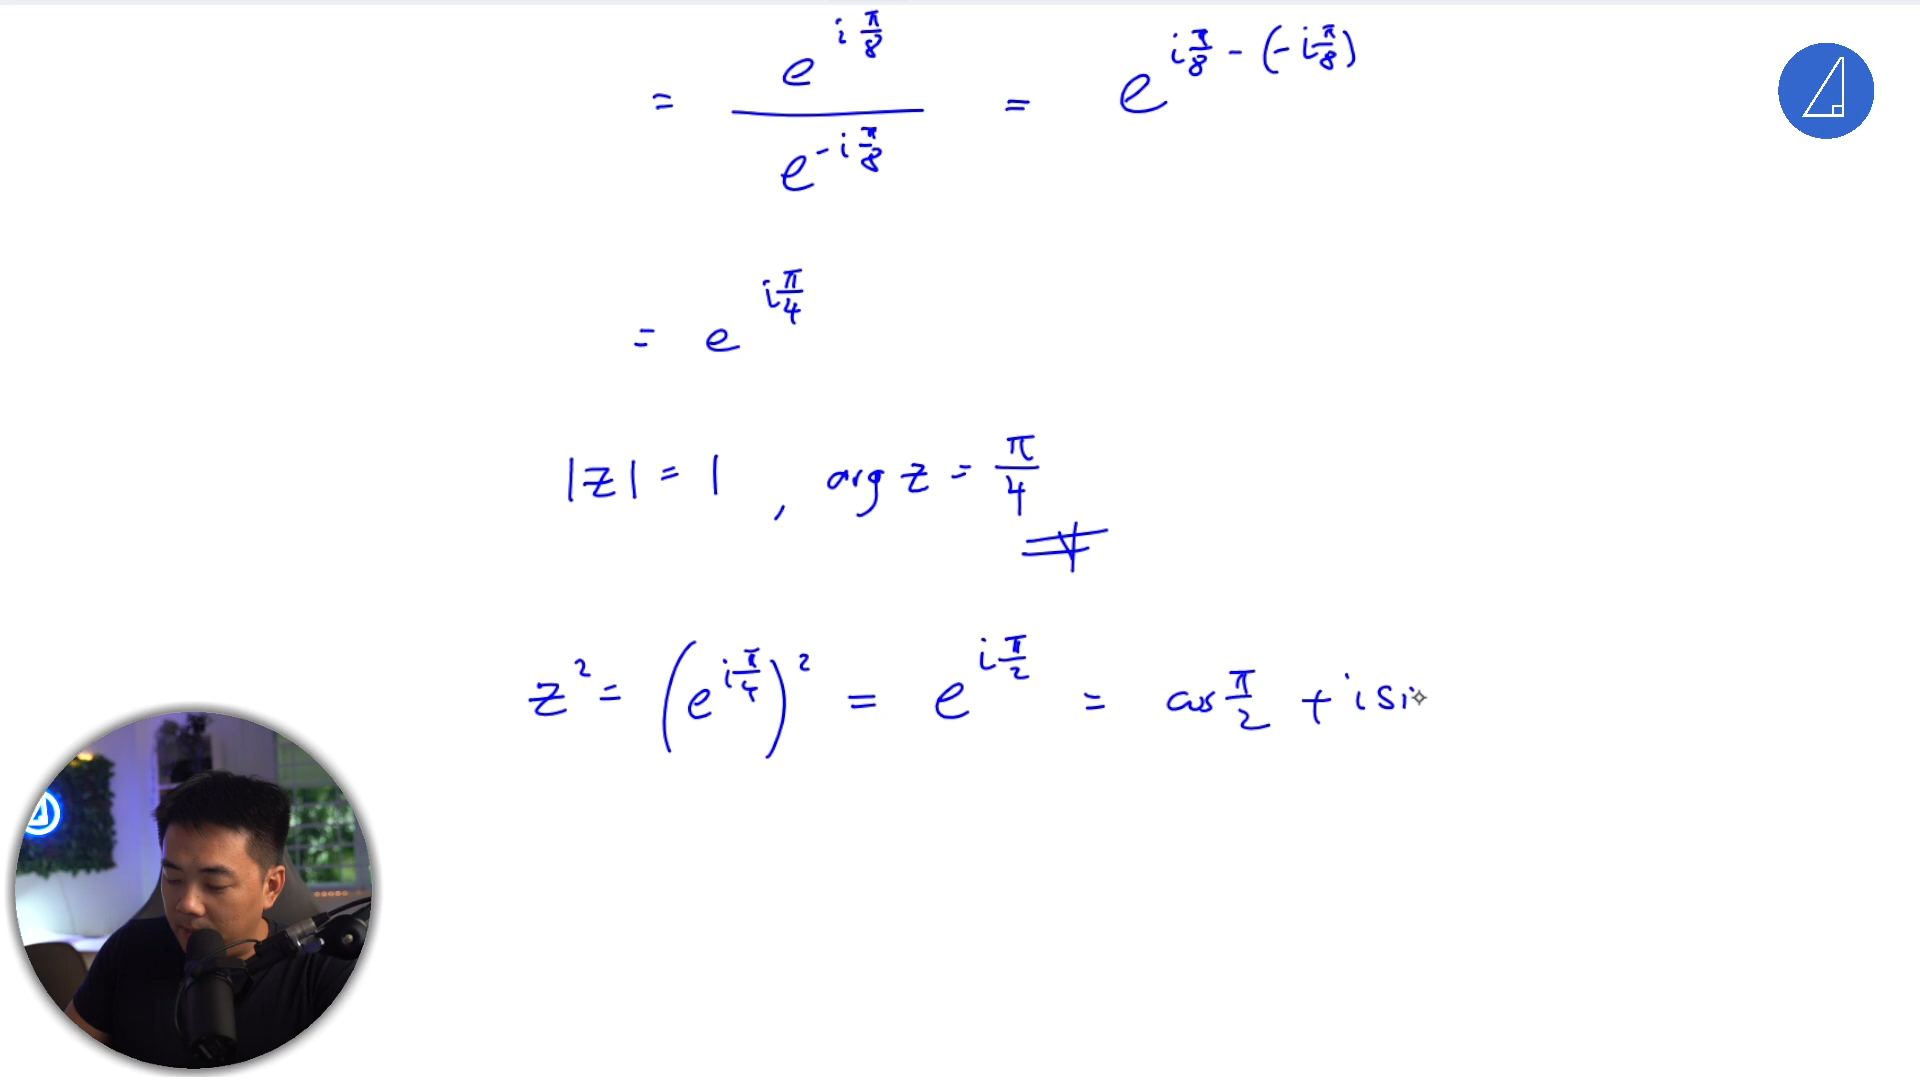 = e^{iπ/8} / e^{-iπ/8} = e^{iπ/8 - (-iπ/8)}
= e^{iπ/4}
|z| = 1 , arg z = π/4
z² = (e^{iπ/4})² = e^{iπ/2} = cos π/2 + i si